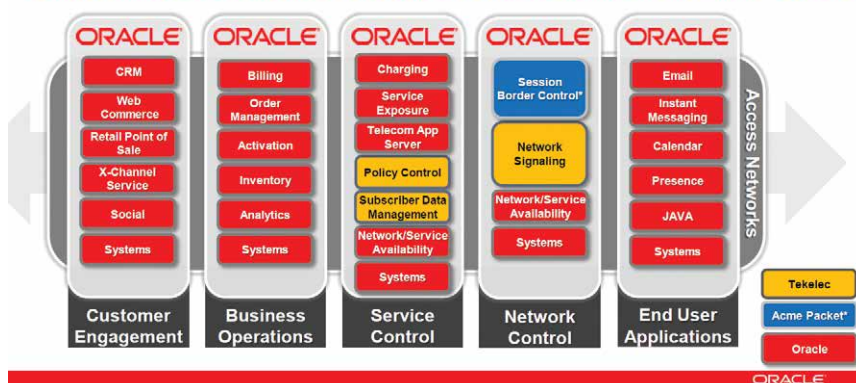 ORACLE
CRM
Web
Commerce
Retail Point of
Sale
X-Channel
Service
Social
Systems
Customer
Engagement
ORACLE
Billing
Order
Management
Activation
Inventory
Analytics
Systems
Business
Operations
ORACLE
Charging
Service
Exposure
Telecom App
Server
Policy Control
Subscriber Data
Management
Network/Service
Availability
Systems
Service
Control
ORACLE
Session
Border Control*
Network
Signaling
Network/Service
Availability
Systems
Network
Control
ORACLE
Email
Instant
Messaging
Calendar
Presence
JAVA
Systems
End User
Applications
Access Networks
Tekelec
Acme Packet*
Oracle
ORACLE